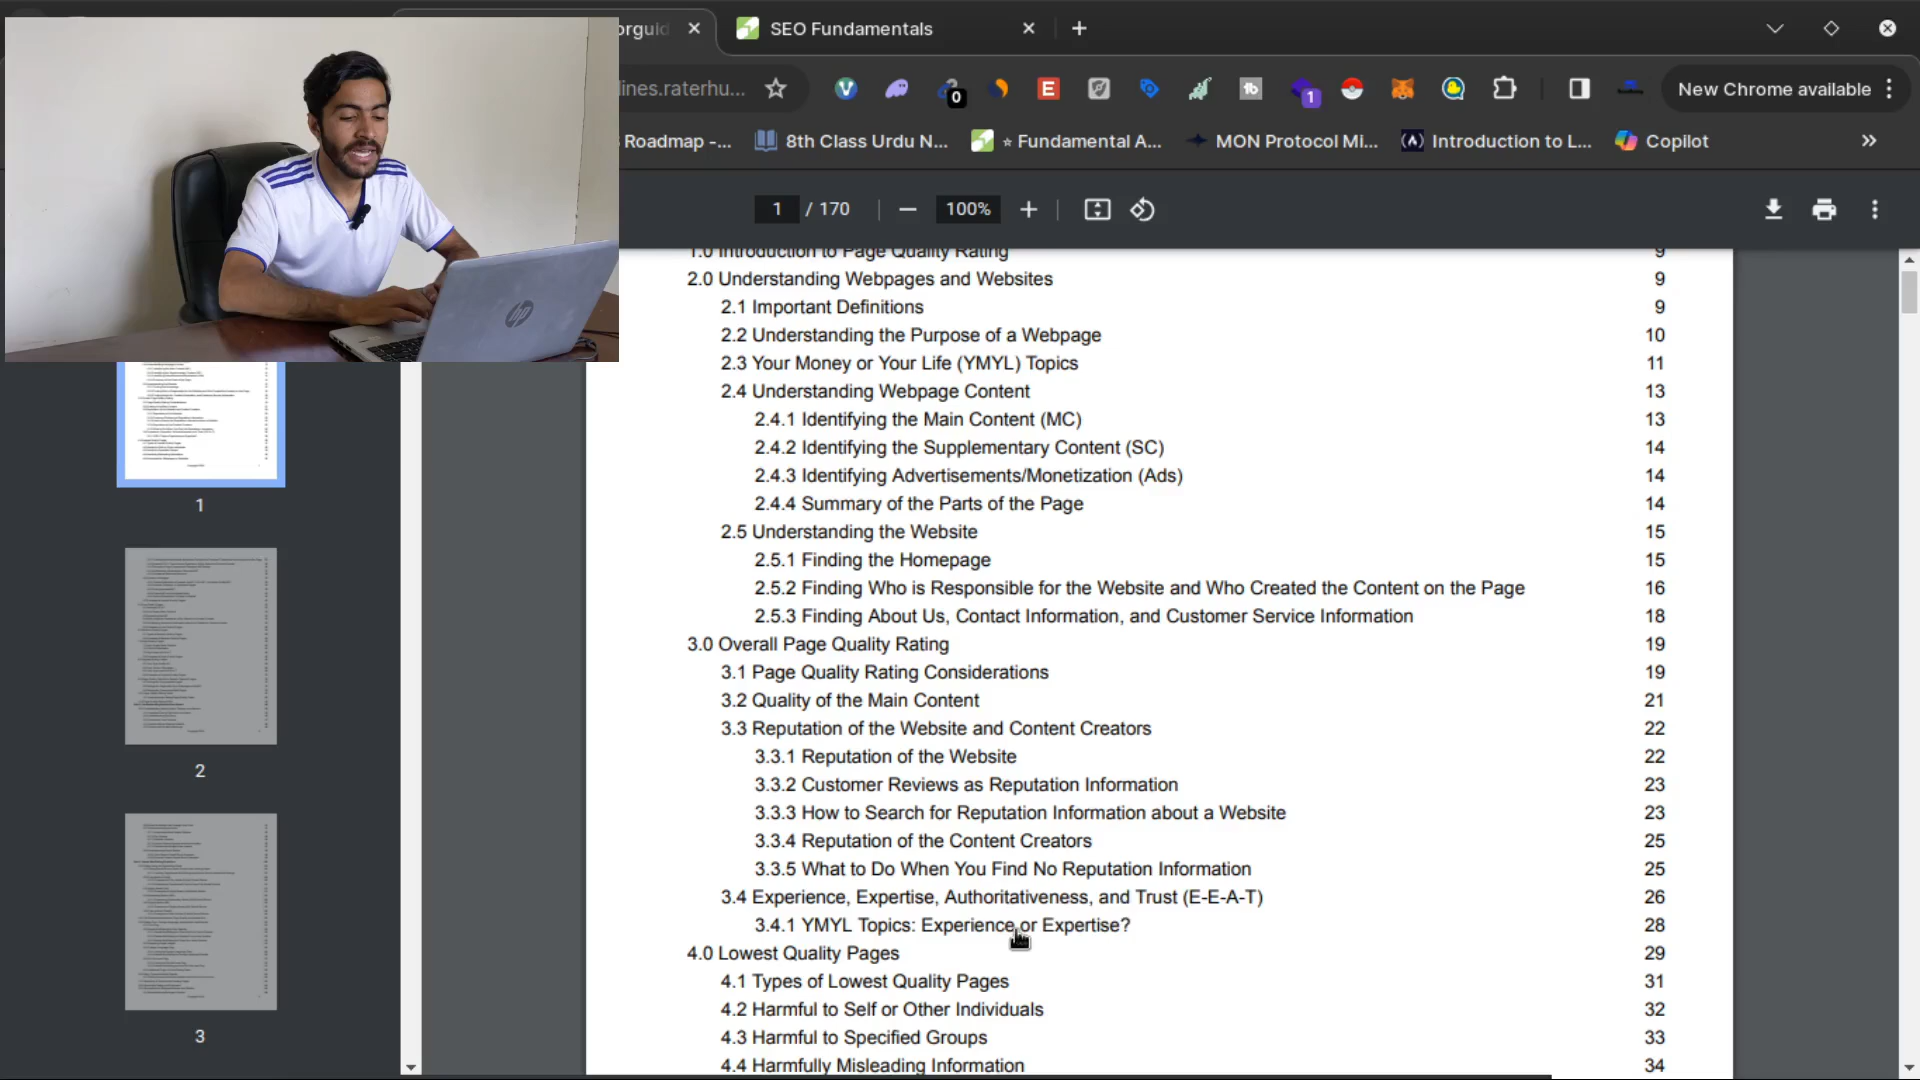 orguid
SEO Fundamentals
lines.raterhu...
0
E
1
New Chrome available
Roadmap -...
8th Class Urdu N...
☆ Fundamental A...
MON Protocol Mi...
Introduction to L...
Copilot
1 / 170
100%
hp
1.0 Introduction to Page Quality Rating 9
2.0 Understanding Webpages and Websites 9
2.1 Important Definitions 9
2.2 Understanding the Purpose of a Webpage 10
2.3 Your Money or Your Life (YMYL) Topics 11
2.4 Understanding Webpage Content 13
2.4.1 Identifying the Main Content (MC) 13
2.4.2 Identifying the Supplementary Content (SC) 14
2.4.3 Identifying Advertisements/Monetization (Ads) 14
2.4.4 Summary of the Parts of the Page 14
2.5 Understanding the Website 15
2.5.1 Finding the Homepage 15
2.5.2 Finding Who is Responsible for the Website and Who Created the Content on the Page 16
2.5.3 Finding About Us, Contact Information, and Customer Service Information 18
3.0 Overall Page Quality Rating 19
3.1 Page Quality Rating Considerations 19
3.2 Quality of the Main Content 21
3.3 Reputation of the Website and Content Creators 22
3.3.1 Reputation of the Website 22
3.3.2 Customer Reviews as Reputation Information 23
3.3.3 How to Search for Reputation Information about a Website 23
3.3.4 Reputation of the Content Creators 25
3.3.5 What to Do When You Find No Reputation Information 25
3.4 Experience, Expertise, Authoritativeness, and Trust (E-E-A-T) 26
3.4.1 YMYL Topics: Experience or Expertise? 28
4.0 Lowest Quality Pages 29
4.1 Types of Lowest Quality Pages 31
4.2 Harmful to Self or Other Individuals 32
4.3 Harmful to Specified Groups 33
4.4 Harmfully Misleading Information 34
1
2
3